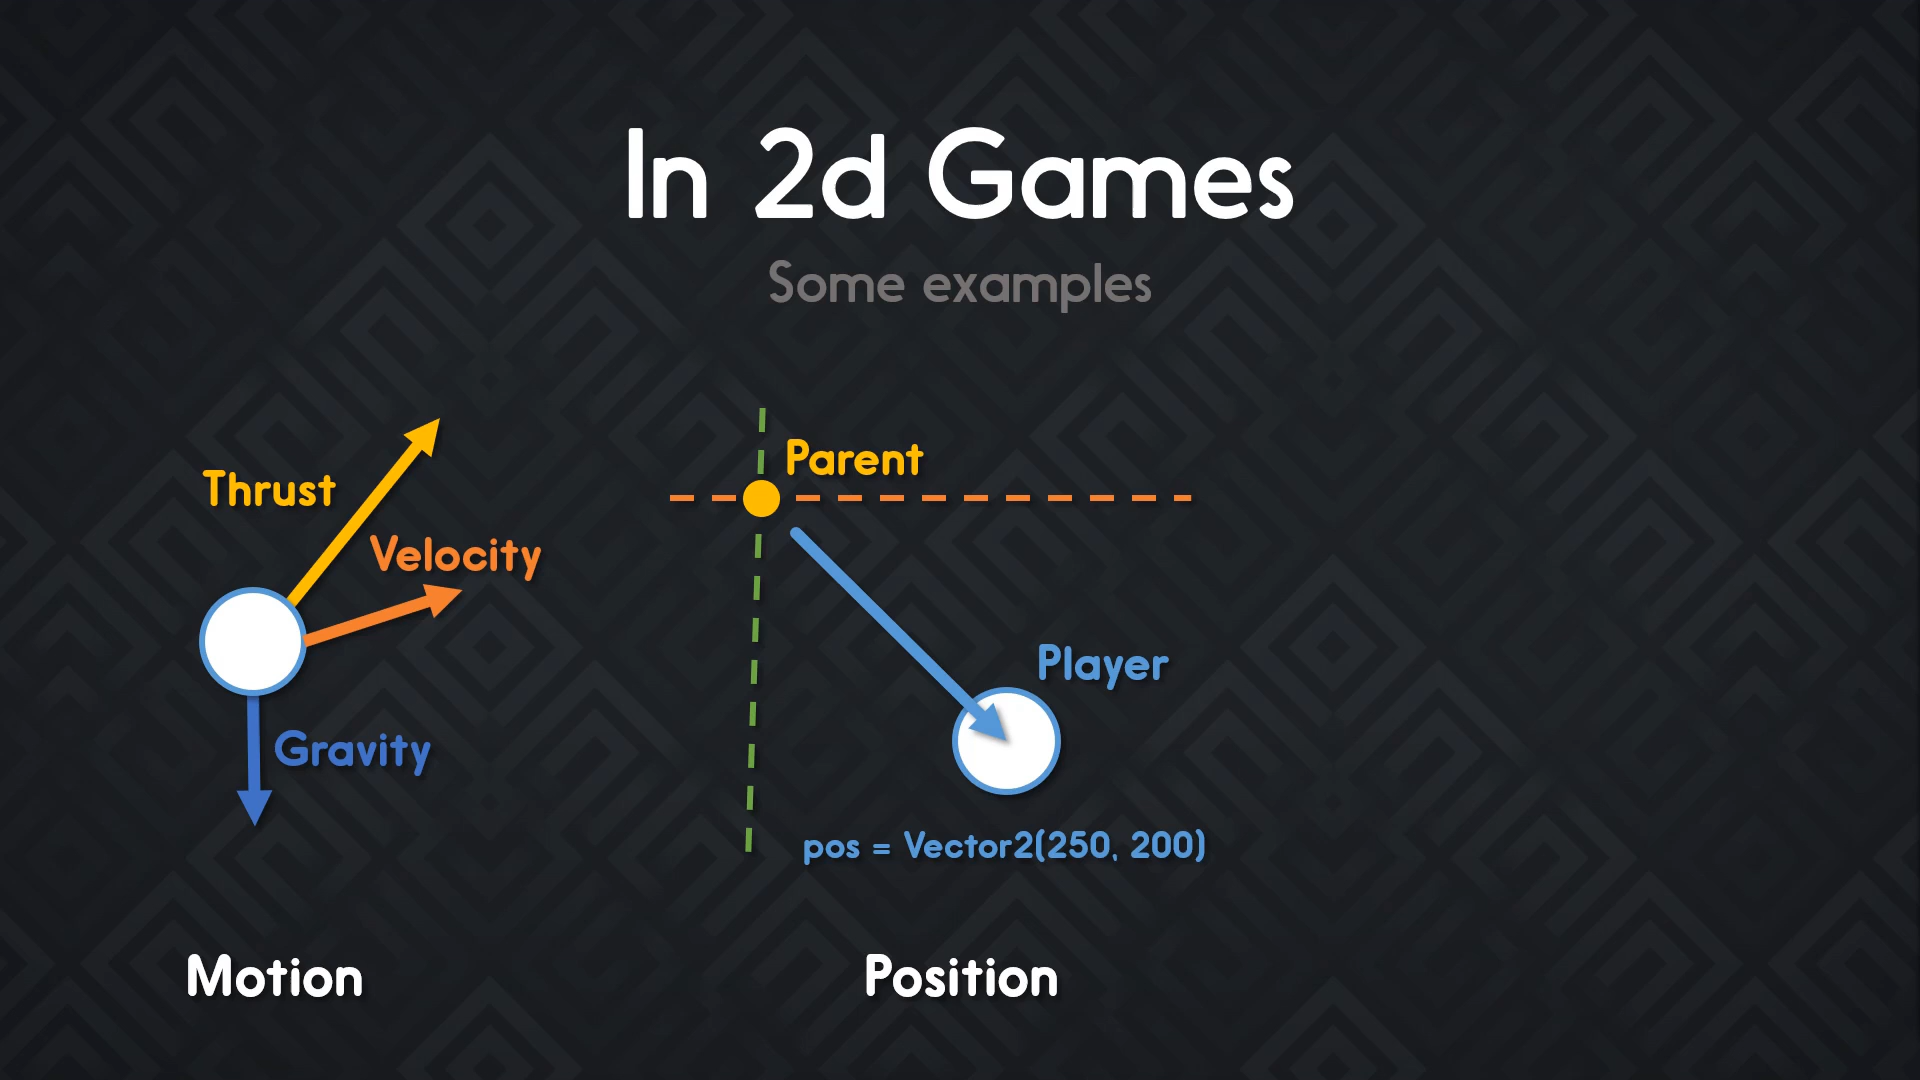 In 2d Games
Some examples
Thrust
Velocity
Gravity
Motion
Parent
Player
pos = Vector2(250, 200)
Position